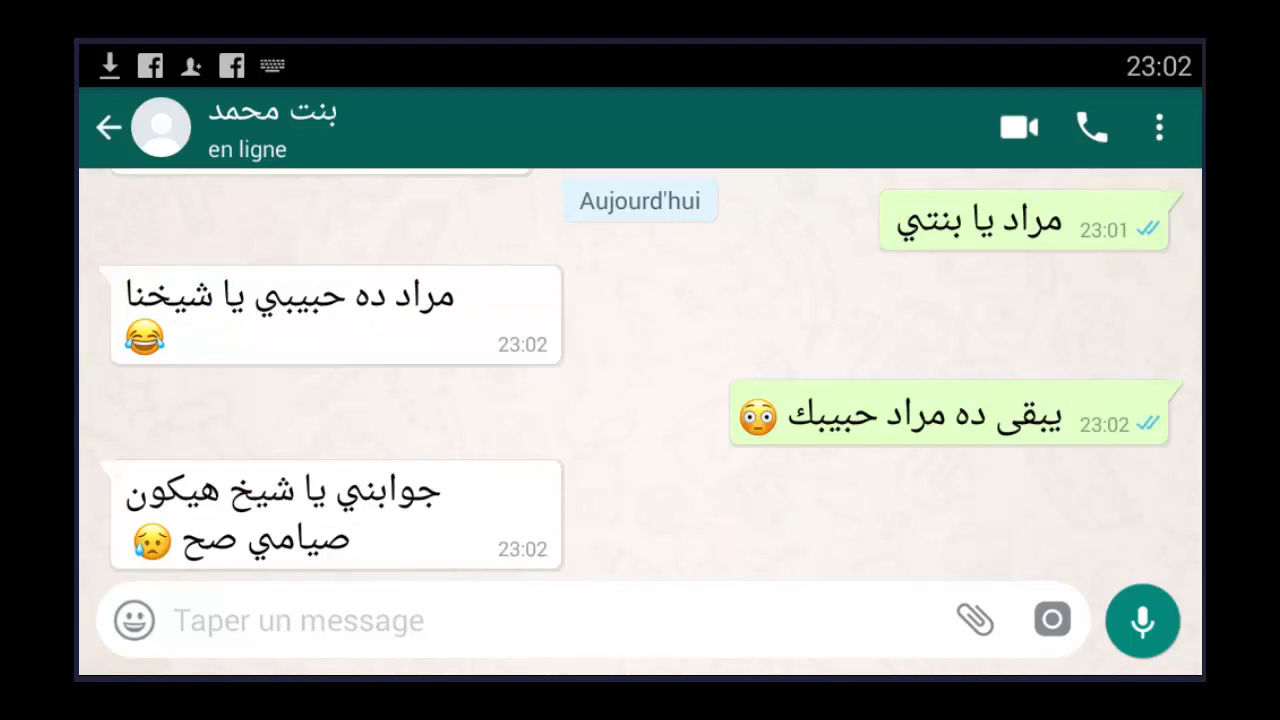 23:02
بنت محمد
en ligne
Aujourd'hui
مراد يا بنتي
23:01
مراد ده حبيبي يا شيخنا
😂
23:02
يبقى ده مراد حبيبك 😳
23:02
جوابني يا شيخ هيكون
صيامي صح 😥
23:02
Taper un message